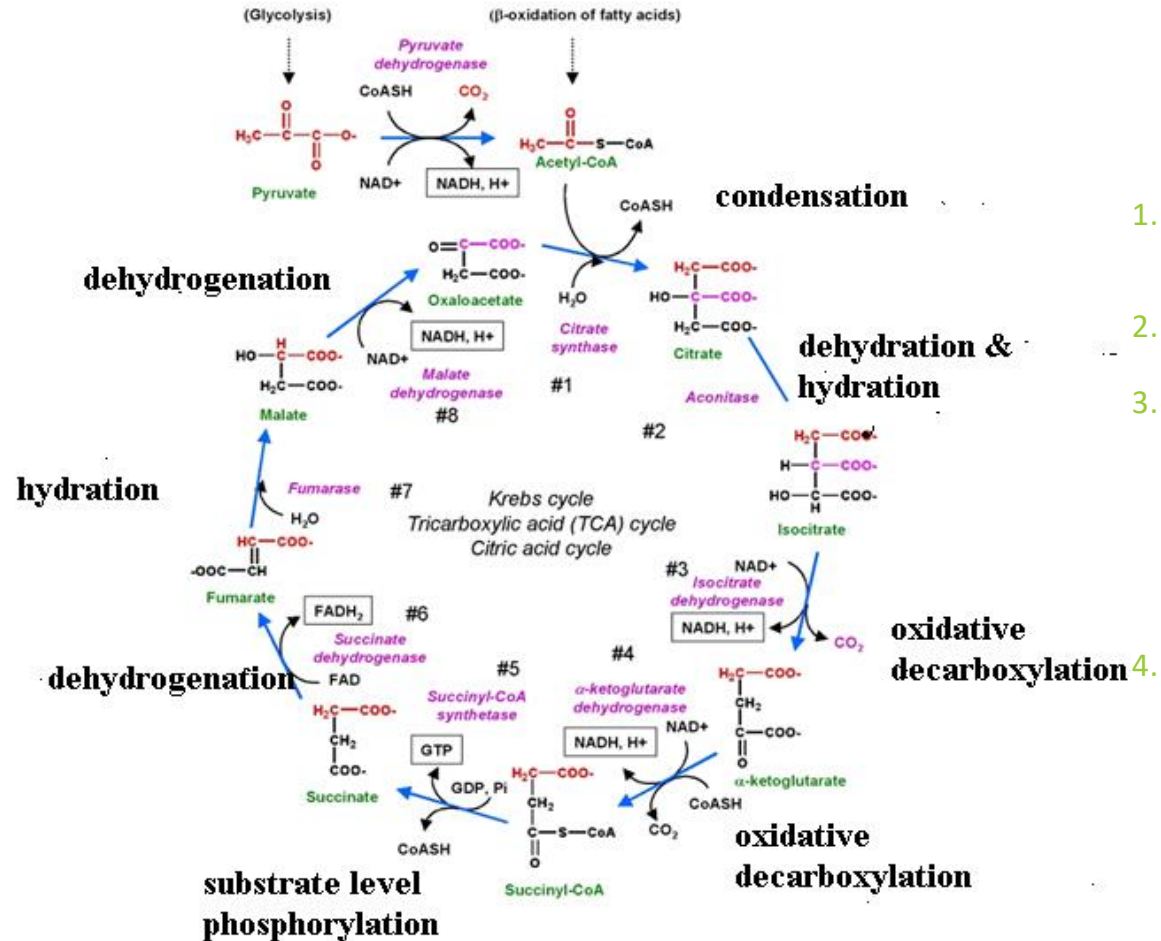 (Glycolysis)
(β-oxidation of fatty acids)
Pyruvate
dehydrogenase
CoASH
CO₂
O
H₃C—C—C—O-
O
Pyruvate
NAD+
NADH, H+
O
H₃C—C—S—CoA
Acetyl-CoA
condensation
CoASH
1.
dehydrogenation
O=C—COO-
H₂C—COO-
Oxaloacetate
H₂O
Citrate
synthase
#1
H₂C—COO-
HO—C—COO-
H₂C—COO-
Citrate
2.
dehydration &
hydration
Aconitase
#2
3.
NADH, H+
NAD+
Malate
dehydrogenase
#8
H
HO—C—COO-
H₂C—COO-
Malate
H₂C—COO-
H—C—COO-
HO—C—COO-
H
Isocitrate
hydration
Fumarase
#7
H₂O
Krebs cycle
Tricarboxylic acid (TCA) cycle
Citric acid cycle
HC—COO-
-OOC—CH
Fumarate
#3
NAD+
Isocitrate
dehydrogenase
NADH, H+
CO₂
oxidative
decarboxylation
4.
FADH₂
#6
Succinate
dehydrogenase
FAD
dehydrogenation
#5
Succinyl-CoA
synthetase
#4
α-ketoglutarate
dehydrogenase
NAD+
NADH, H+
H₂C—COO-
CH₂
C—COO-
O
α-ketoglutarate
H₂C—COO-
CH₂
COO-
Succinate
GTP
GDP, Pi
CoASH
H₂C—COO-
CH₂
C—S—CoA
O
Succinyl-CoA
CoASH
CO₂
oxidative
decarboxylation
substrate level
phosphorylation